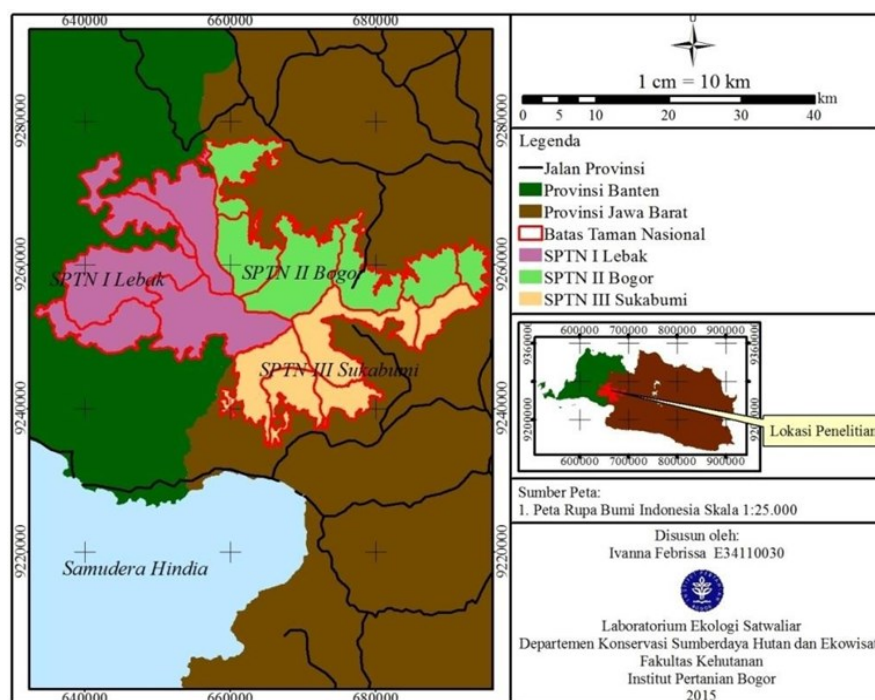 640000 660000 680000
9280000
9260000
9240000
9220000
SPTN I Lebak
SPTN II Bogor
SPTN III Sukabumi
Samudera Hindia
9280000
9260000
9240000
9220000
640000 660000 680000
1 cm = 10 km
km
0 5 10 20 30 40
Legenda
Jalan Provinsi
Provinsi Banten
Provinsi Jawa Barat
Batas Taman Nasional
SPTN I Lebak
SPTN II Bogor
SPTN III Sukabumi
600000 700000 800000 900000
9360000
9200000
9360000
Lokasi Penelitian
600000 700000 800000 900000
Sumber Peta:
1. Peta Rupa Bumi Indonesia Skala 1:25.000
Disusun oleh:
Ivanna Febrissa E34110030
INSTITUT PERTANIAN BOGOR
Laboratorium Ekologi Satwaliar
Departemen Konservasi Sumberdaya Hutan dan Ekowisat
Fakultas Kehutanan
Institut Pertanian Bogor
2015